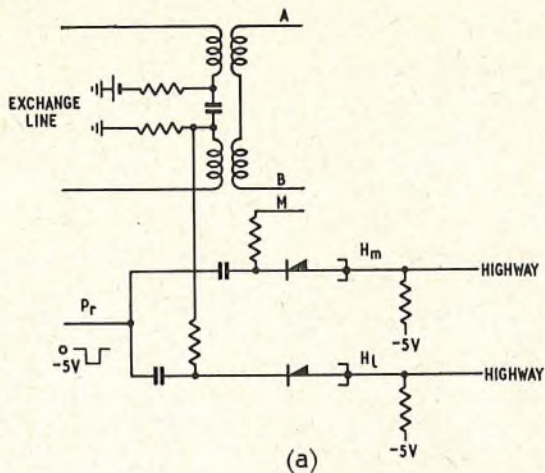 A
EXCHANGE
LINE
B
M
Hm
HIGHWAY
Pr
-5V
0
-5V
Hl
HIGHWAY
-5V
(a)